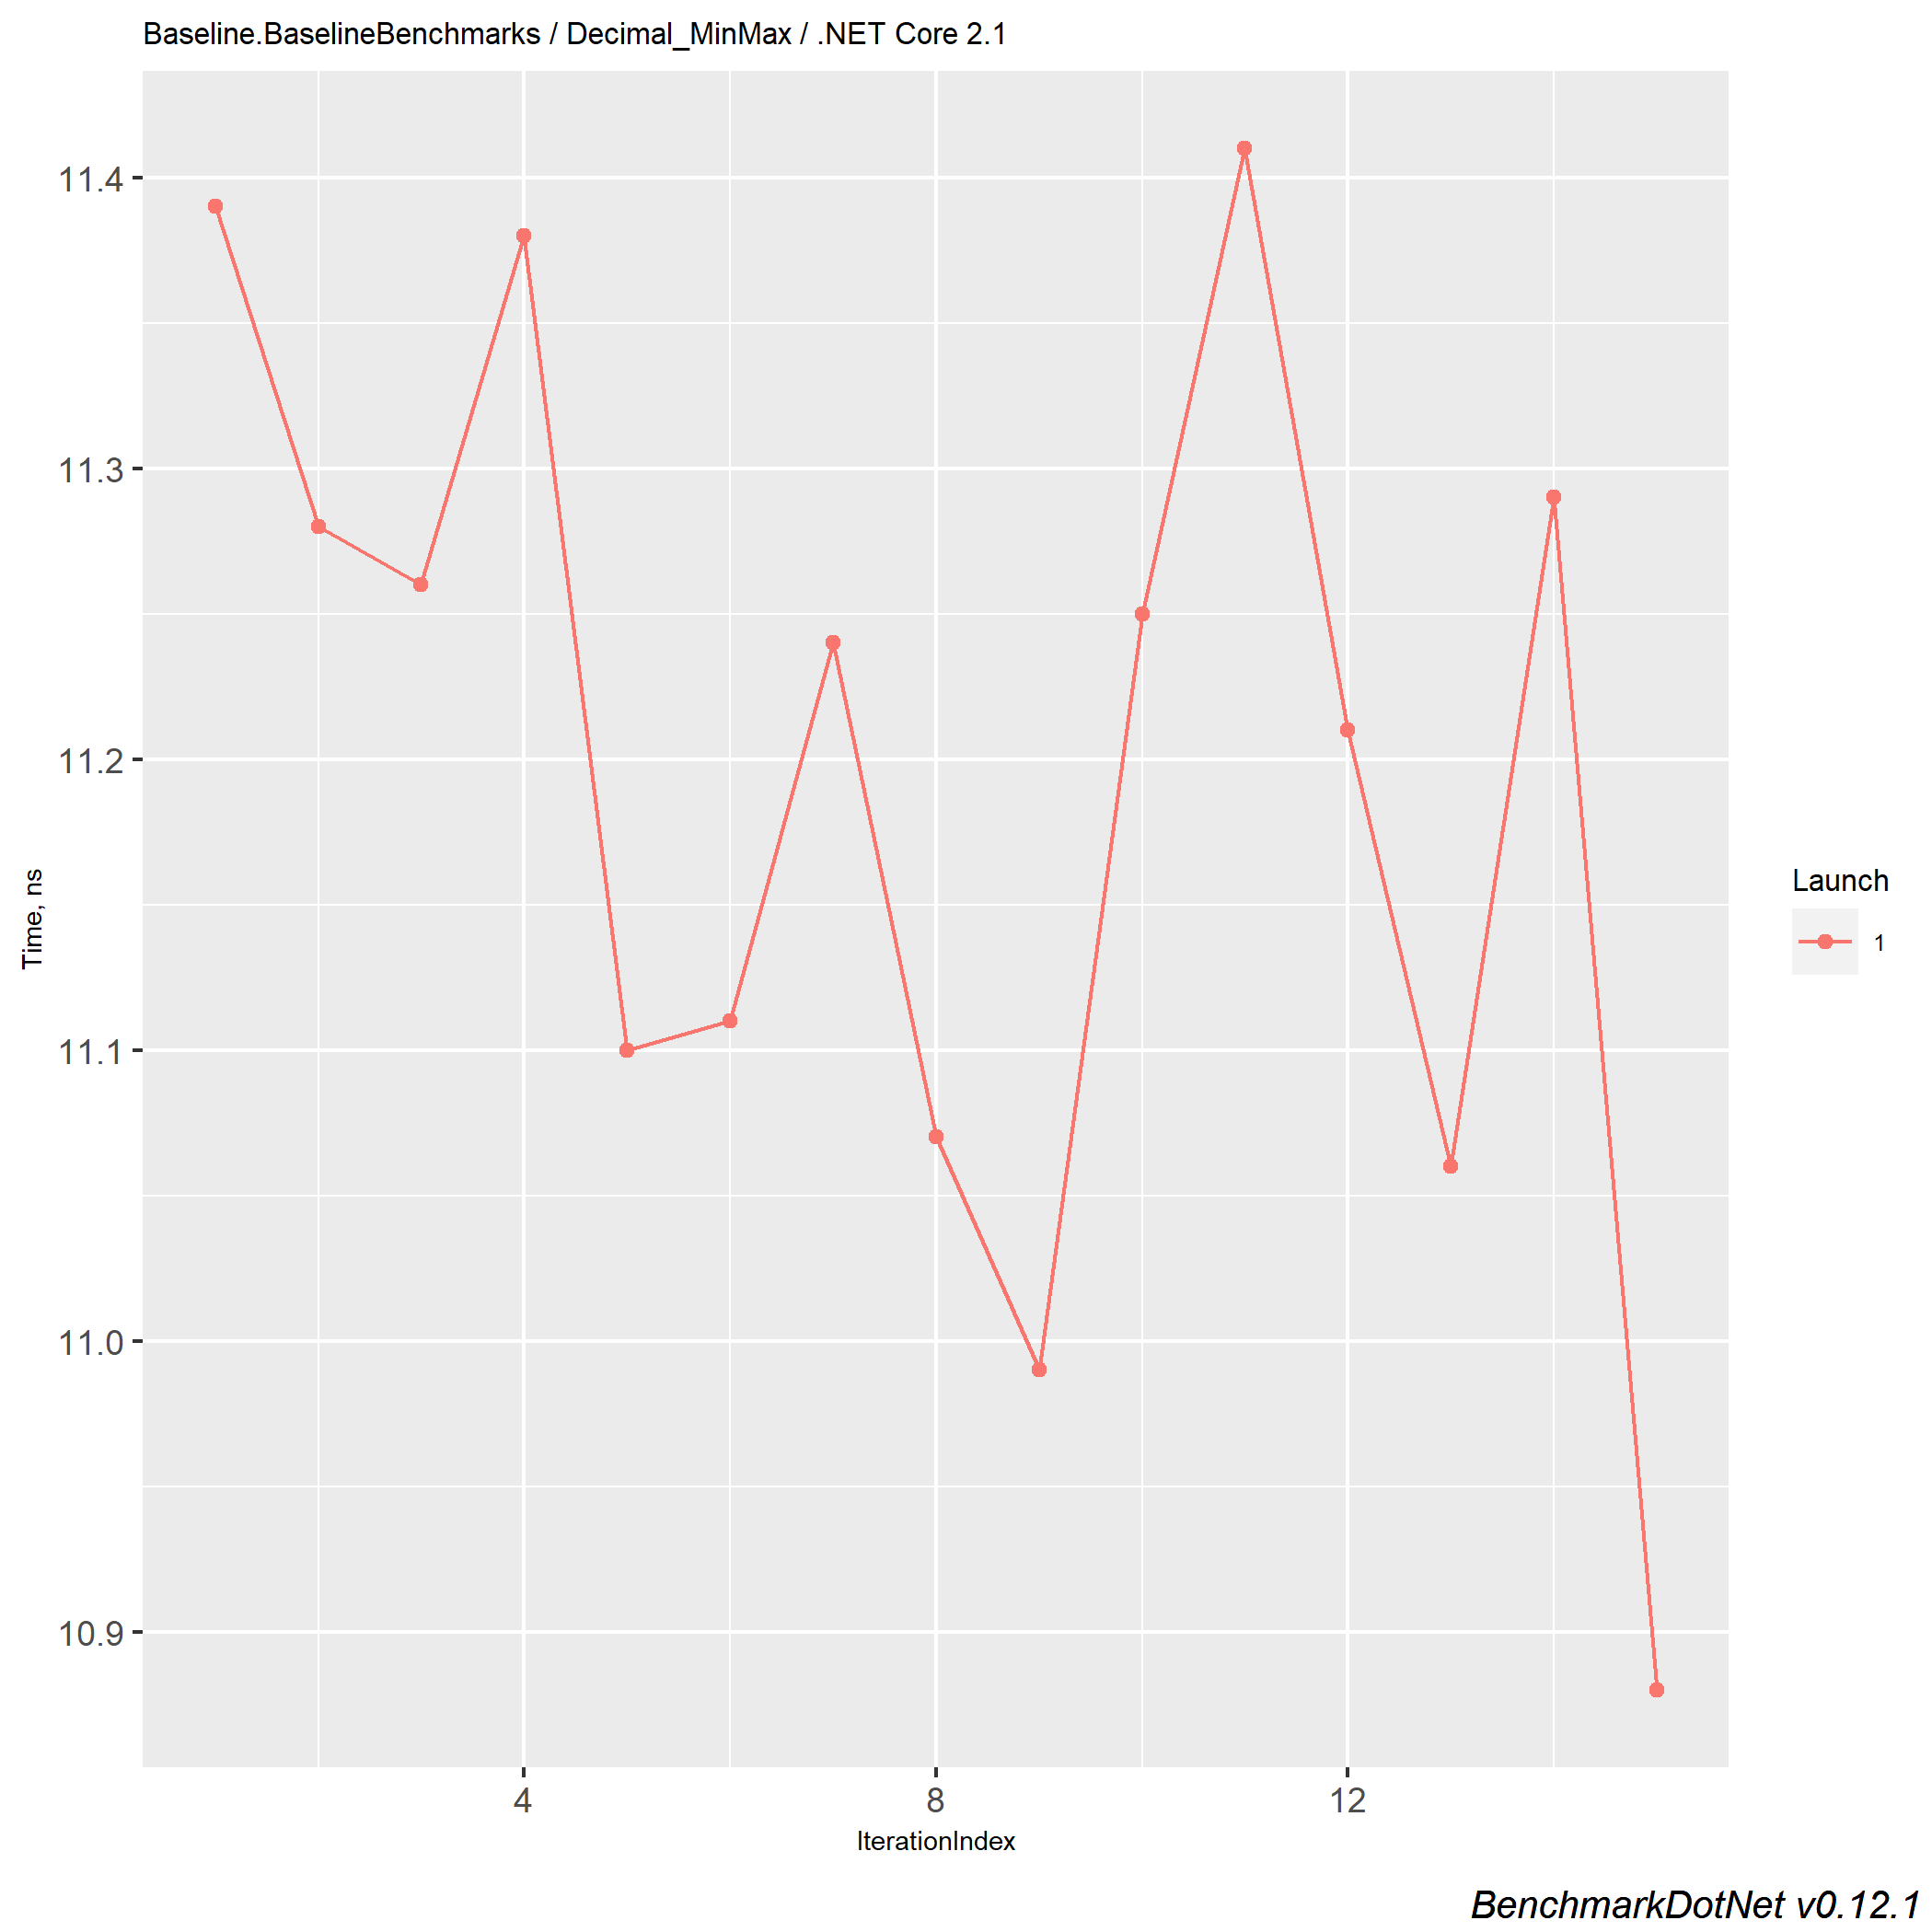 Baseline.BaselineBenchmarks / Decimal_MinMax / .NET Core 2.1
11.4
11.3
11.2
11.1
11.0
10.9
Time, ns
4
8
12
IterationIndex
Launch
1
BenchmarkDotNet v0.12.1